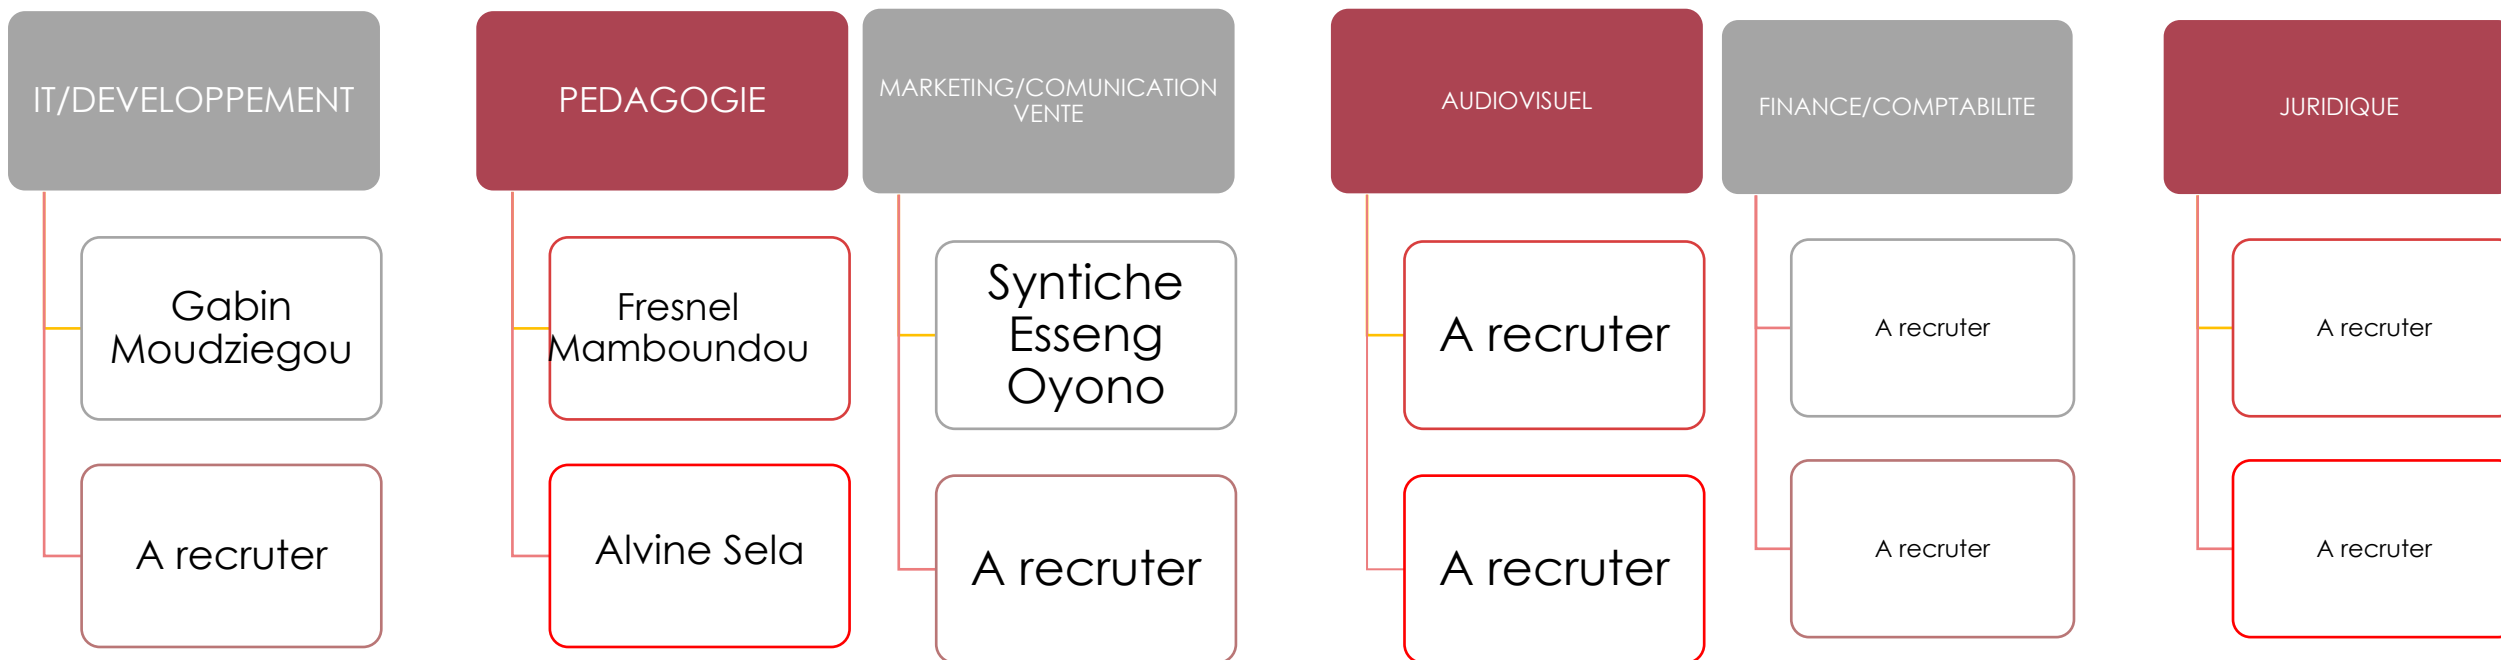 IT/DEVELOPPEMENT
Gabin
Moudziegou
A recruter
PEDAGOGIE
Fresnel
Mamboundou
Alvine Sela
MARKETING/COMUNICATION
VENTE
Syntiche
Esseng
Oyono
A recruter
AUDIOVISUEL
A recruter
A recruter
FINANCE/COMPTABILITE
A recruter
A recruter
JURIDIQUE
A recruter
A recruter